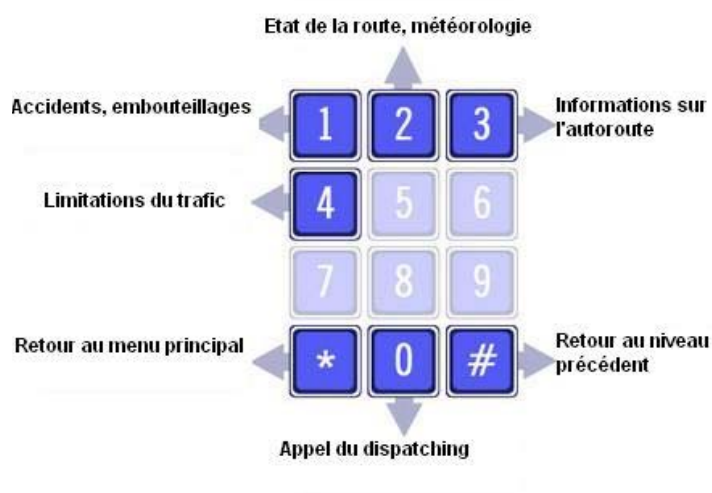 Etat de la route, météorologie
Accidents, embouteillages
Informations sur
l'autoroute
1 2 3
Limitations du trafic
4 5 6
7 8 9
Retour au menu principal
* 0 #
Retour au niveau
précédent
Appel du dispatching